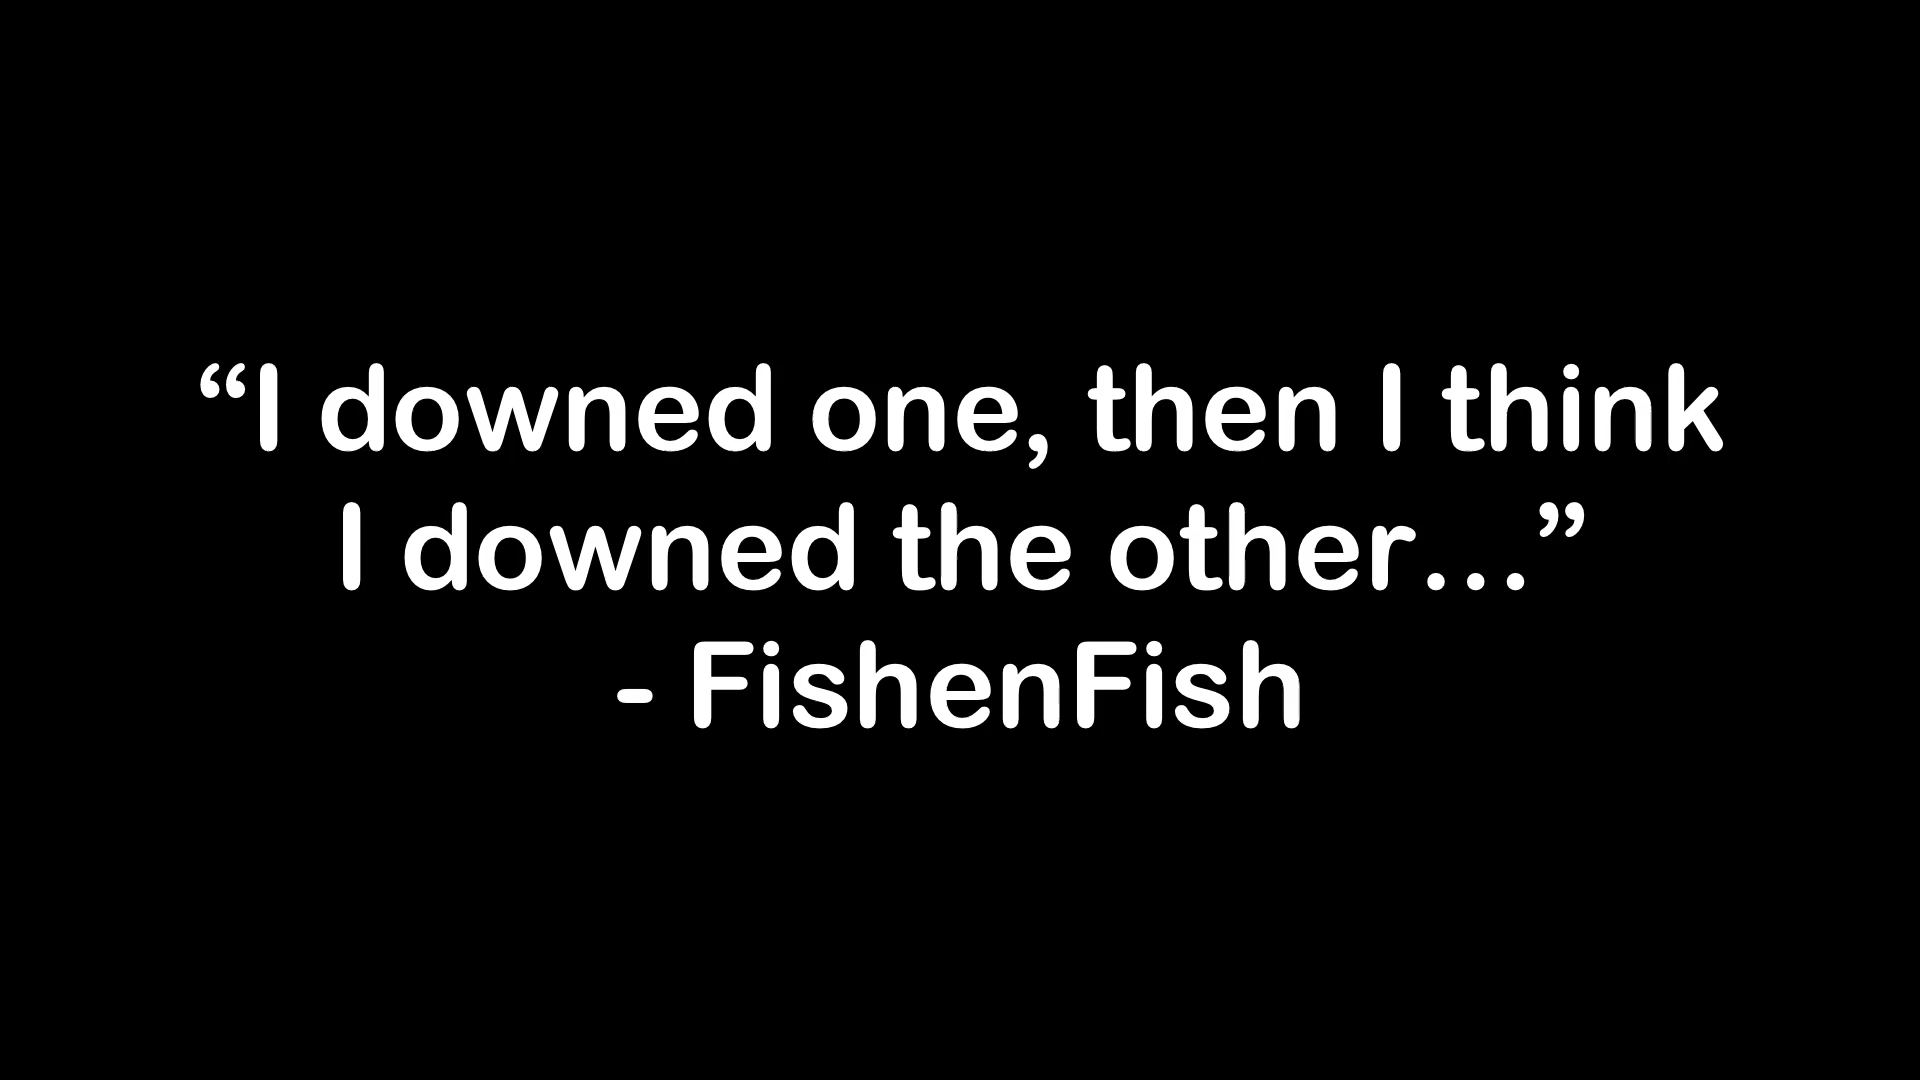 “I downed one, then I think
I downed the other…”
- FishenFish